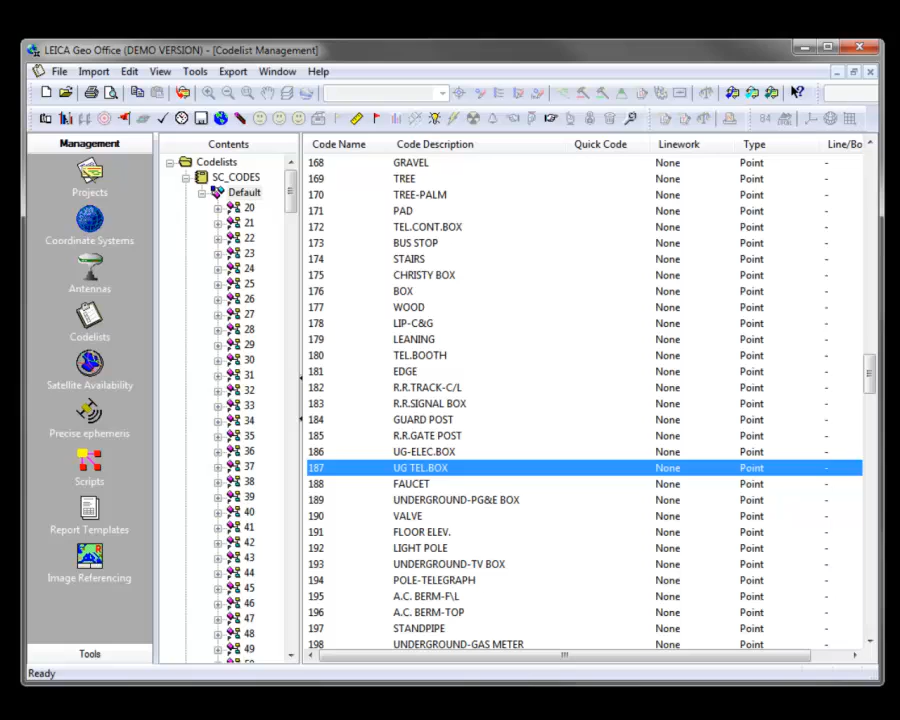 LEICA Geo Office (DEMO VERSION) - [Codelist Management]
File Import Edit View Tools Export Window Help
Management
Projects
Coordinate Systems
Antennas
Codelists
Satellite Availability
Precise ephemeris
Scripts
Report Templates
Image Referencing
Tools
Contents
Codelists
SC_CODES
Default
20
21
22
23
24
25
26
27
28
29
30
31
32
33
34
35
36
37
38
39
40
41
42
43
44
45
46
47
48
49
Code Name Code Description Quick Code Linework Type Line/Bo
168 GRAVEL None Point -
169 TREE None Point -
170 TREE-PALM None Point -
171 PAD None Point -
172 TEL.CONT.BOX None Point -
173 BUS STOP None Point -
174 STAIRS None Point -
175 CHRISTY BOX None Point -
176 BOX None Point -
177 WOOD None Point -
178 LIP-C&G None Point -
179 LEANING None Point -
180 TEL.BOOTH None Point -
181 EDGE None Point -
182 R.R.TRACK-C/L None Point -
183 R.R.SIGNAL BOX None Point -
184 GUARD POST None Point -
185 R.R.GATE POST None Point -
186 UG-ELEC.BOX None Point -
187 UG TEL.BOX None Point -
188 FAUCET None Point -
189 UNDERGROUND-PG&E BOX None Point -
190 VALVE None Point -
191 FLOOR ELEV. None Point -
192 LIGHT POLE None Point -
193 UNDERGROUND-TV BOX None Point -
194 POLE-TELEGRAPH None Point -
195 A.C. BERM-F\L None Point -
196 A.C. BERM-TOP None Point -
197 STANDPIPE None Point -
198 UNDERGROUND-GAS METER None Point -
Ready